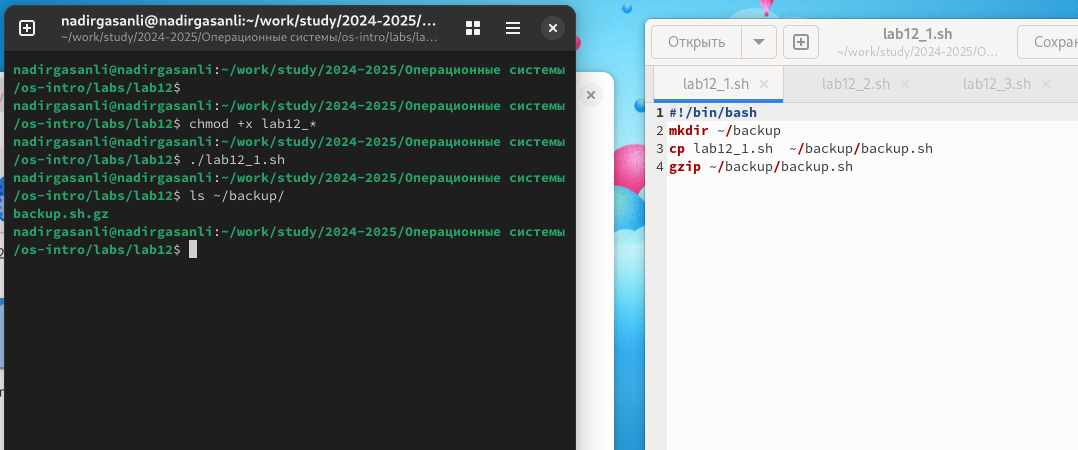 nadirgasanli@nadirgasanli:~/work/study/2024-2025/...
~/work/study/2024-2025/Операционные системы/os-intro/labs/la...
nadirgasanli@nadirgasanli:~/work/study/2024-2025/Операционные системы
/os-intro/labs/lab12$
nadirgasanli@nadirgasanli:~/work/study/2024-2025/Операционные системы
/os-intro/labs/lab12$ chmod +x lab12_*
nadirgasanli@nadirgasanli:~/work/study/2024-2025/Операционные системы
/os-intro/labs/lab12$ ./lab12_1.sh
nadirgasanli@nadirgasanli:~/work/study/2024-2025/Операционные системы
/os-intro/labs/lab12$ ls ~/backup/
backup.sh.gz
nadirgasanli@nadirgasanli:~/work/study/2024-2025/Операционные системы
/os-intro/labs/lab12$
Открыть
lab12_1.sh
~/work/study/2024-2025/О...
Сохран
lab12_1.sh
lab12_2.sh
lab12_3.sh
1 #!/bin/bash
2 mkdir ~/backup
3 cp lab12_1.sh  ~/backup/backup.sh
4 gzip ~/backup/backup.sh